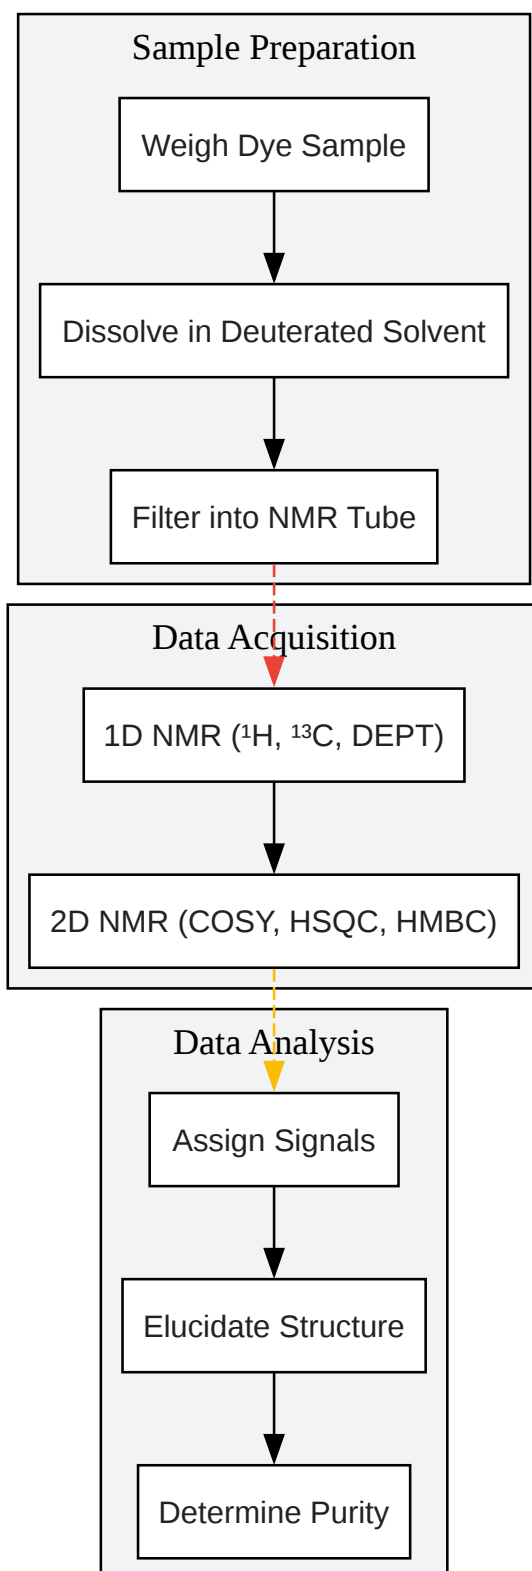 Sample Preparation
Weigh Dye Sample
Dissolve in Deuterated Solvent
Filter into NMR Tube
Data Acquisition
1D NMR (¹H, ¹³C, DEPT)
2D NMR (COSY, HSQC, HMBC)
Data Analysis
Assign Signals
Elucidate Structure
Determine Purity